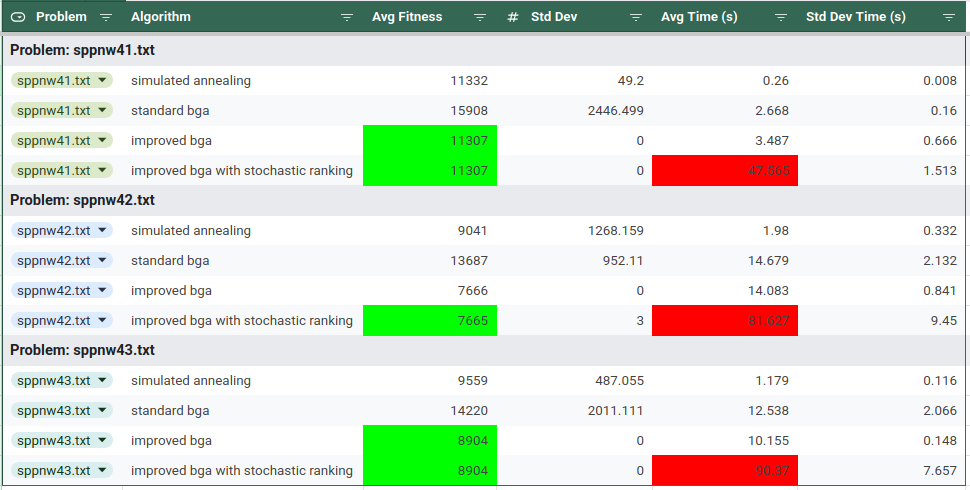 Problem Algorithm Avg Fitness # Std Dev Avg Time (s) Std Dev Time (s)
Problem: sppnw41.txt
sppnw41.txt simulated annealing 11332 49.2 0.26 0.008
sppnw41.txt standard bga 15908 2446.499 2.668 0.16
sppnw41.txt improved bga 11307 0 3.487 0.666
sppnw41.txt improved bga with stochastic ranking 11307 0 47.565 1.513
Problem: sppnw42.txt
sppnw42.txt simulated annealing 9041 1268.159 1.98 0.332
sppnw42.txt standard bga 13687 952.11 14.679 2.132
sppnw42.txt improved bga 7666 0 14.083 0.841
sppnw42.txt improved bga with stochastic ranking 7665 3 81.627 9.45
Problem: sppnw43.txt
sppnw43.txt simulated annealing 9559 487.055 1.179 0.116
sppnw43.txt standard bga 14220 2011.111 12.538 2.066
sppnw43.txt improved bga 8904 0 10.155 0.148
sppnw43.txt improved bga with stochastic ranking 8904 0 90.37 7.657